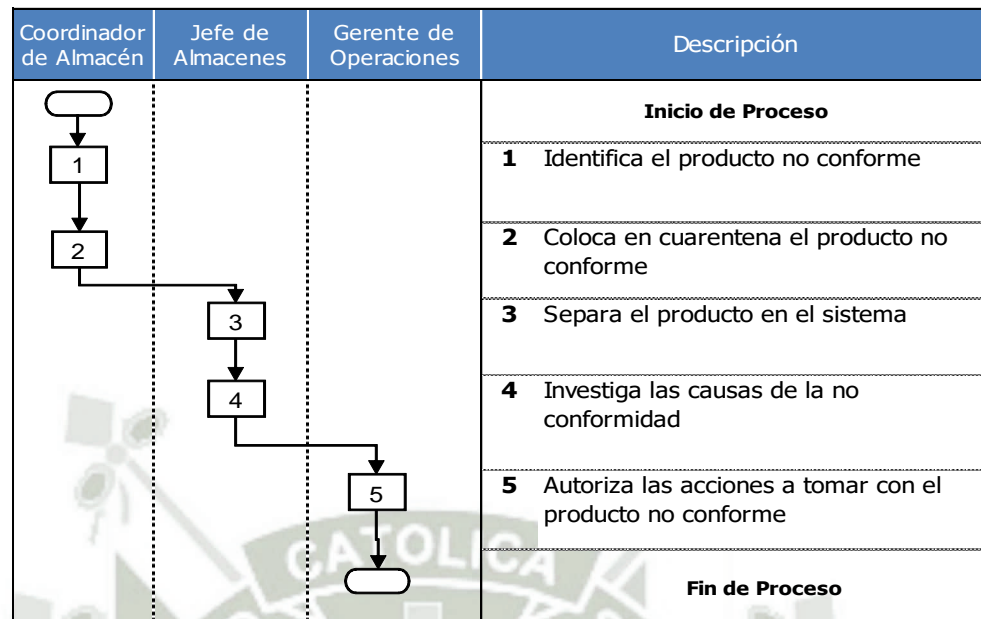 Coordinador
de Almacén
Jefe de
Almacenes
Gerente de
Operaciones
Descripción
Inicio de Proceso
1 Identifica el producto no conforme
1
2 Coloca en cuarentena el producto no
conforme
2
3 Separa el producto en el sistema
3
4 Investiga las causas de la no
conformidad
4
5 Autoriza las acciones a tomar con el
producto no conforme
5
CATOLICA
Fin de Proceso